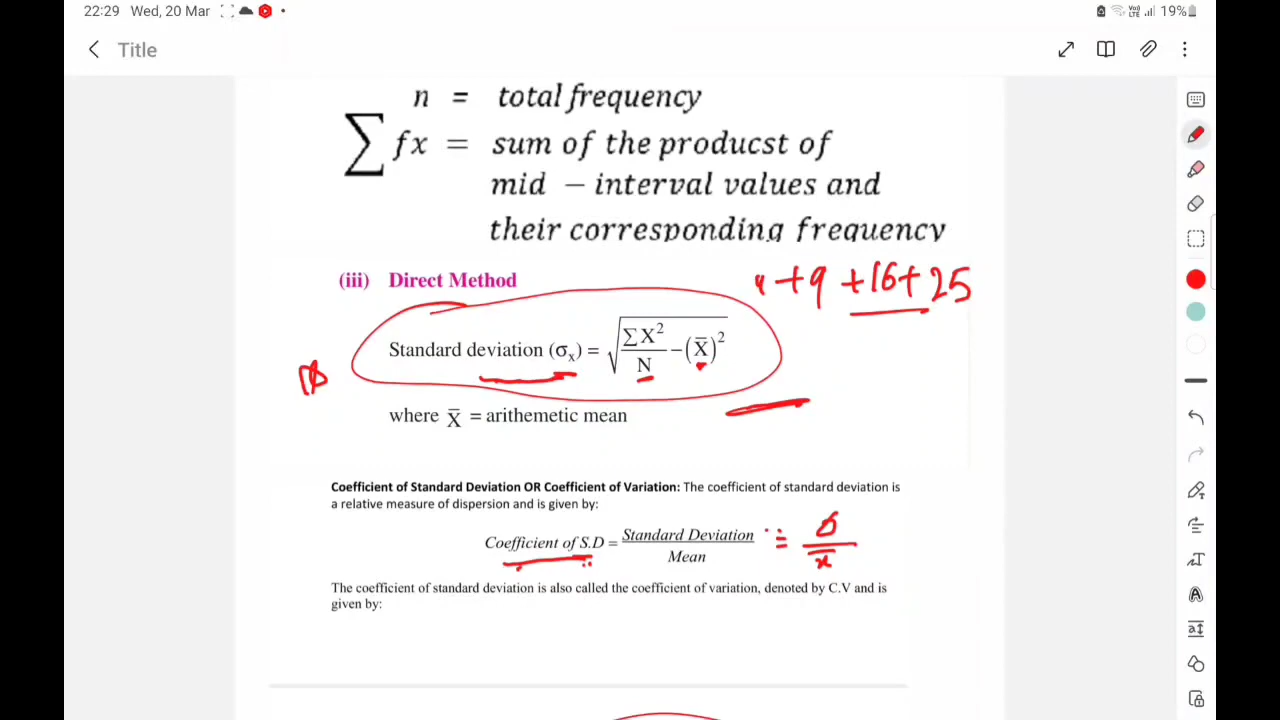 22:29 Wed, 20 Mar
19%
Title
n = total frequency
∑ fx = sum of the producst of
mid – interval values and
their corresponding frequency
(iii) Direct Method
4 + 9 + 16 + 25
Standard deviation (σx) = √(∑X²/N − (X̄)²)
where X̄ = arithemetic mean
Coefficient of Standard Deviation OR Coefficient of Variation: The coefficient of standard deviation is
a relative measure of dispersion and is given by:
Coefficient of S.D = Standard Deviation / Mean = σ / x̄
The coefficient of standard deviation is also called the coefficient of variation, denoted by C.V and is
given by: